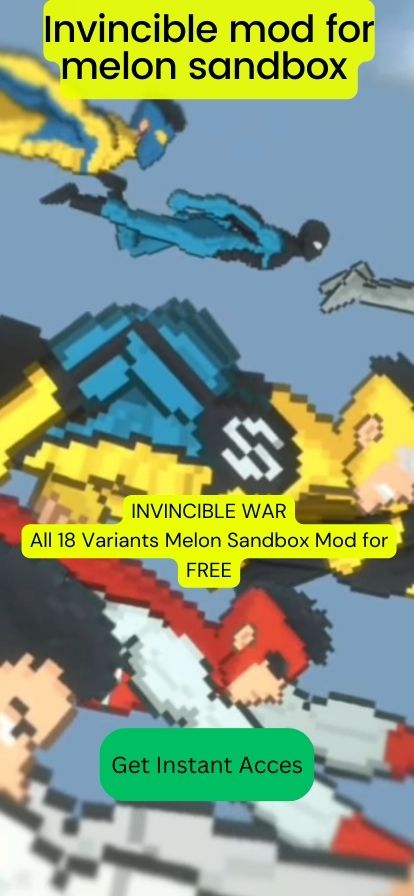 Invincible mod for
melon sandbox
INVINCIBLE WAR
All 18 Variants Melon Sandbox Mod for
FREE
Get Instant Acces